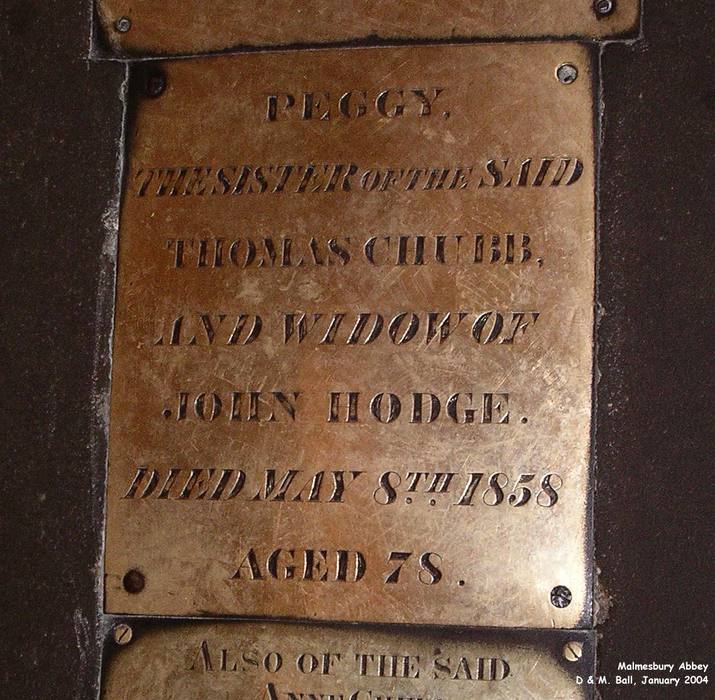 PEGGY,
THE SISTER OF THE SAID
THOMAS CHUBB,
AND WIDOW OF
JOHN HODGE.
DIED MAY 8TH 1858
AGED 78.
ALSO OF THE SAID
Malmesbury Abbey
D & M. Ball, January 2004